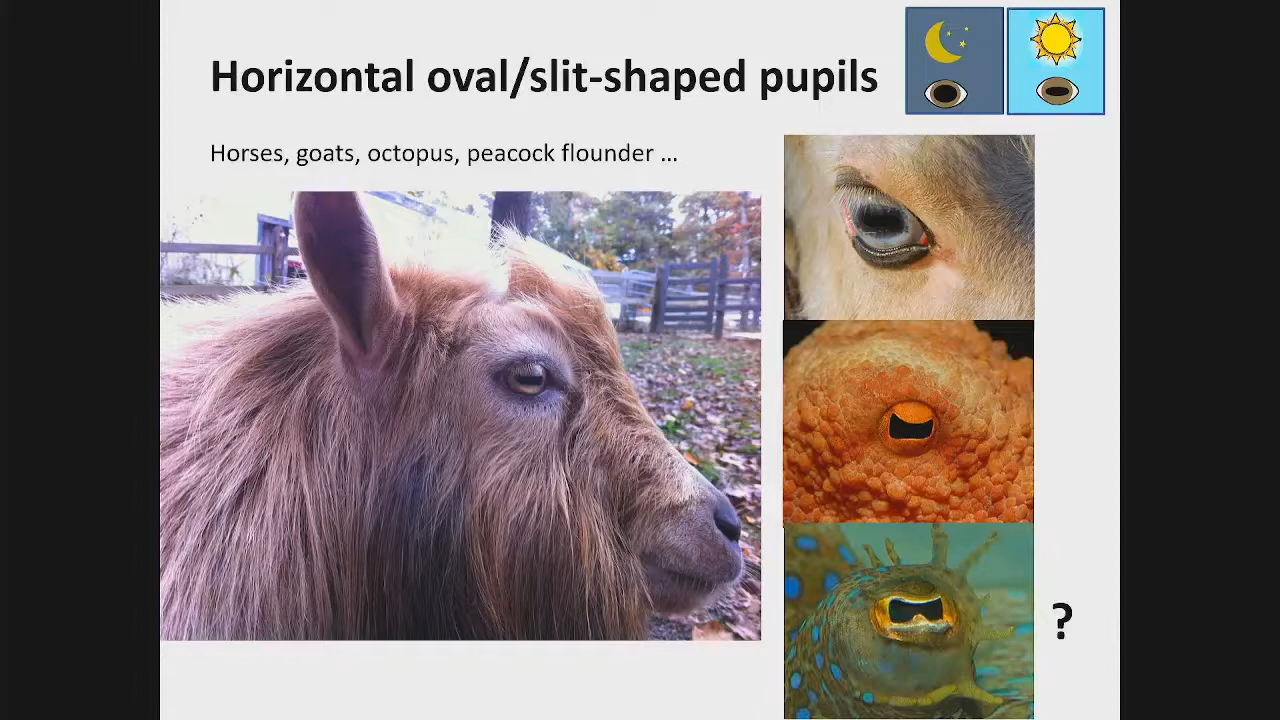 Horizontal oval/slit-shaped pupils
Horses, goats, octopus, peacock flounder ...
?